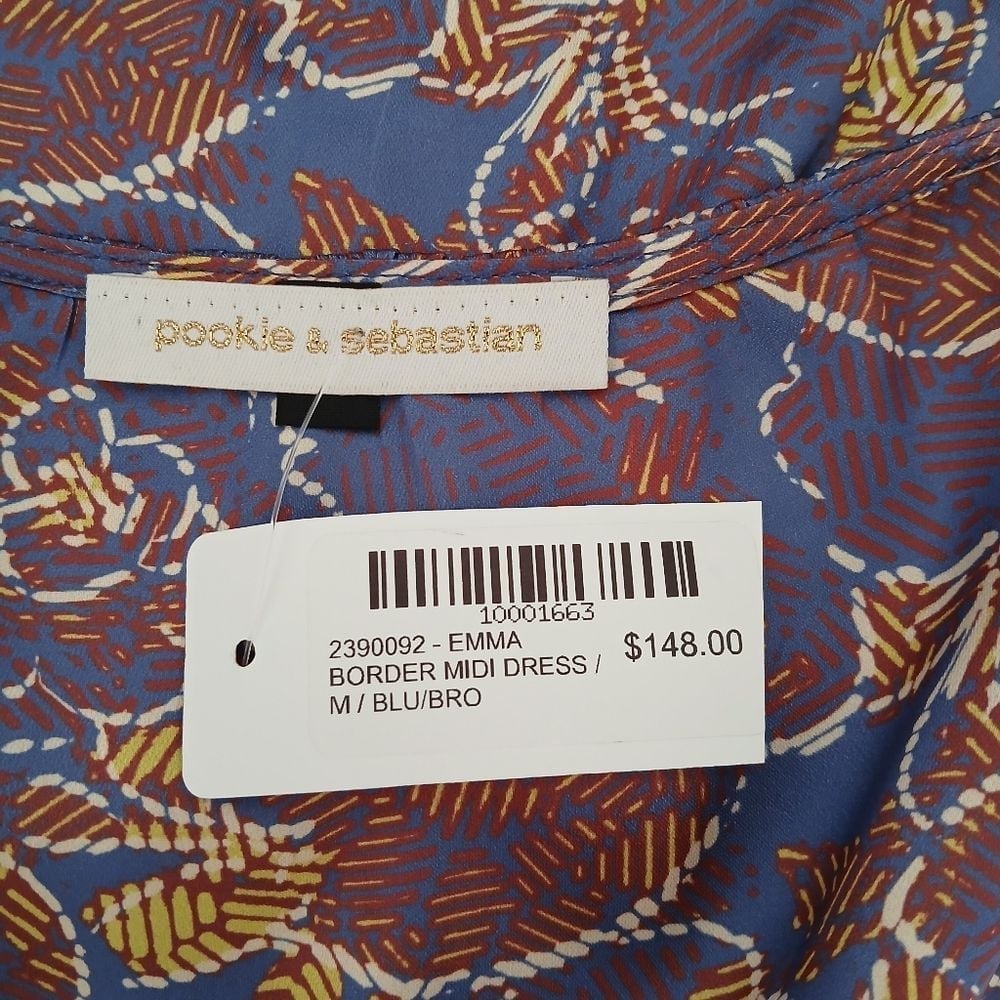 pookie & sebastian
10001663
2390092 - EMMA $148.00
BORDER MIDI DRESS /
M / BLU/BRO